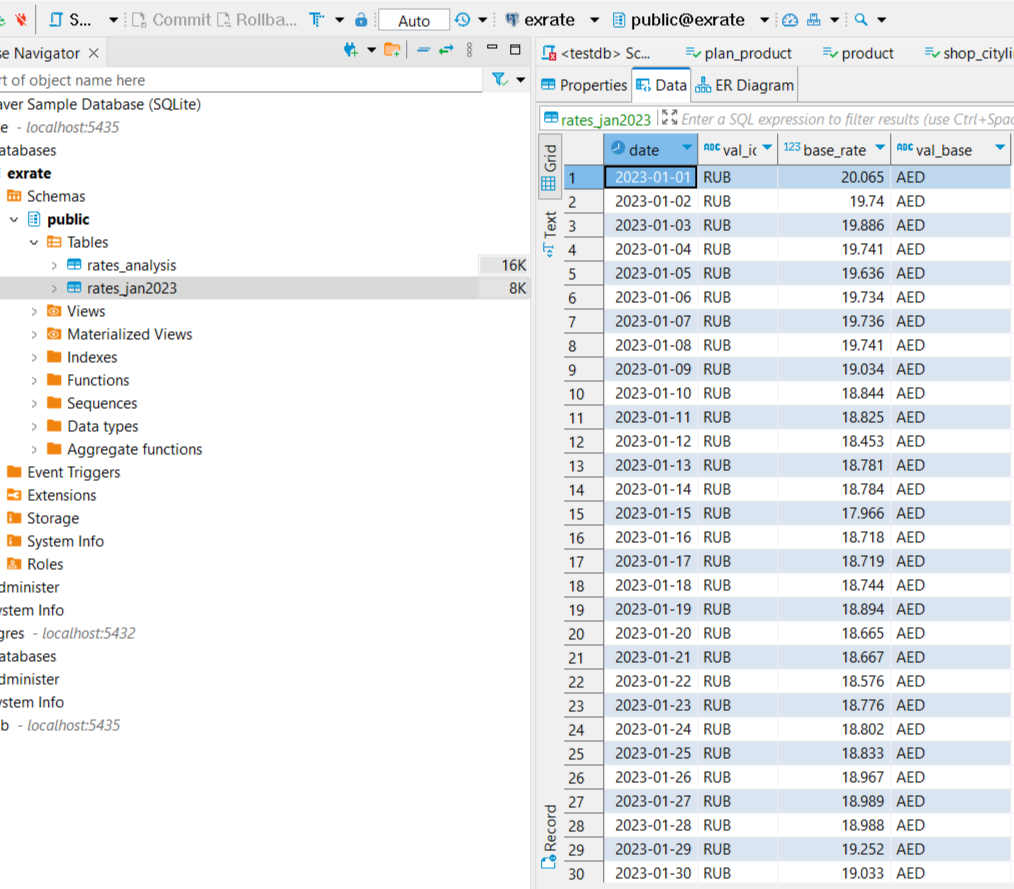 S... Commit Rollba... Auto exrate public@exrate
se Navigator
rt of object name here
aver Sample Database (SQLite)
te - localhost:5435
atabases
exrate
Schemas
public
Tables
rates_analysis 16K
rates_jan2023 8K
Views
Materialized Views
Indexes
Functions
Sequences
Data types
Aggregate functions
Event Triggers
Extensions
Storage
System Info
Roles
dminister
ystem Info
gres - localhost:5432
atabases
dminister
ystem Info
b - localhost:5435
<testdb> Sc... plan_product product shop_cityli
Properties Data ER Diagram
rates_jan2023 Enter a SQL expression to filter results (use Ctrl+Spac
Grid
Text
Record
date ABC val_ic 123 base_rate ABC val_base
1 2023-01-01 RUB 20.065 AED
2 2023-01-02 RUB 19.74 AED
3 2023-01-03 RUB 19.886 AED
4 2023-01-04 RUB 19.741 AED
5 2023-01-05 RUB 19.636 AED
6 2023-01-06 RUB 19.734 AED
7 2023-01-07 RUB 19.736 AED
8 2023-01-08 RUB 19.741 AED
9 2023-01-09 RUB 19.034 AED
10 2023-01-10 RUB 18.844 AED
11 2023-01-11 RUB 18.825 AED
12 2023-01-12 RUB 18.453 AED
13 2023-01-13 RUB 18.781 AED
14 2023-01-14 RUB 18.784 AED
15 2023-01-15 RUB 17.966 AED
16 2023-01-16 RUB 18.718 AED
17 2023-01-17 RUB 18.719 AED
18 2023-01-18 RUB 18.744 AED
19 2023-01-19 RUB 18.894 AED
20 2023-01-20 RUB 18.665 AED
21 2023-01-21 RUB 18.667 AED
22 2023-01-22 RUB 18.576 AED
23 2023-01-23 RUB 18.776 AED
24 2023-01-24 RUB 18.802 AED
25 2023-01-25 RUB 18.833 AED
26 2023-01-26 RUB 18.967 AED
27 2023-01-27 RUB 18.989 AED
28 2023-01-28 RUB 18.988 AED
29 2023-01-29 RUB 19.252 AED
30 2023-01-30 RUB 19.033 AED